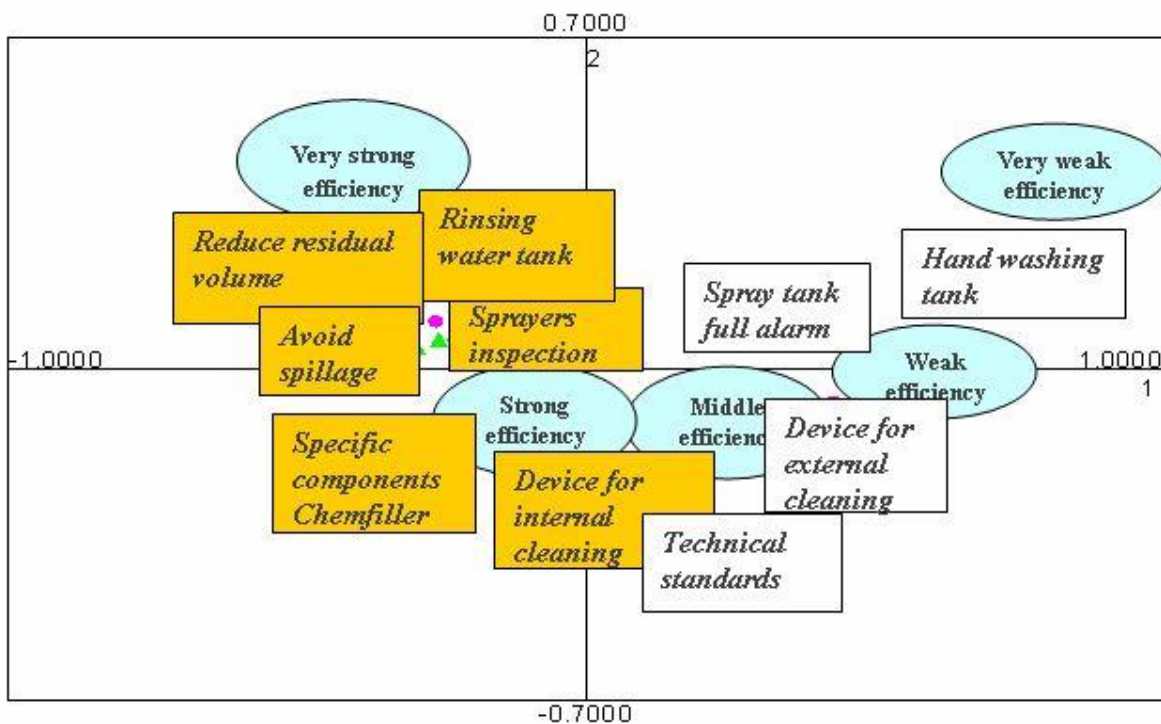 0.7000
2
Very strong
efficiency
Very weak
efficiency
Rinsing
water tank
Reduce residual
volume
Hand washing
tank
Spray tank
full alarm
Sprayers
inspection
Avoid
spillage
-1.0000
1.0000
1
Weak
efficiency
Strong
efficiency
Middle
efficiency
Device for
external
cleaning
Specific
components
Chemfiller
Device for
internal
cleaning
Technical
standards
-0.7000